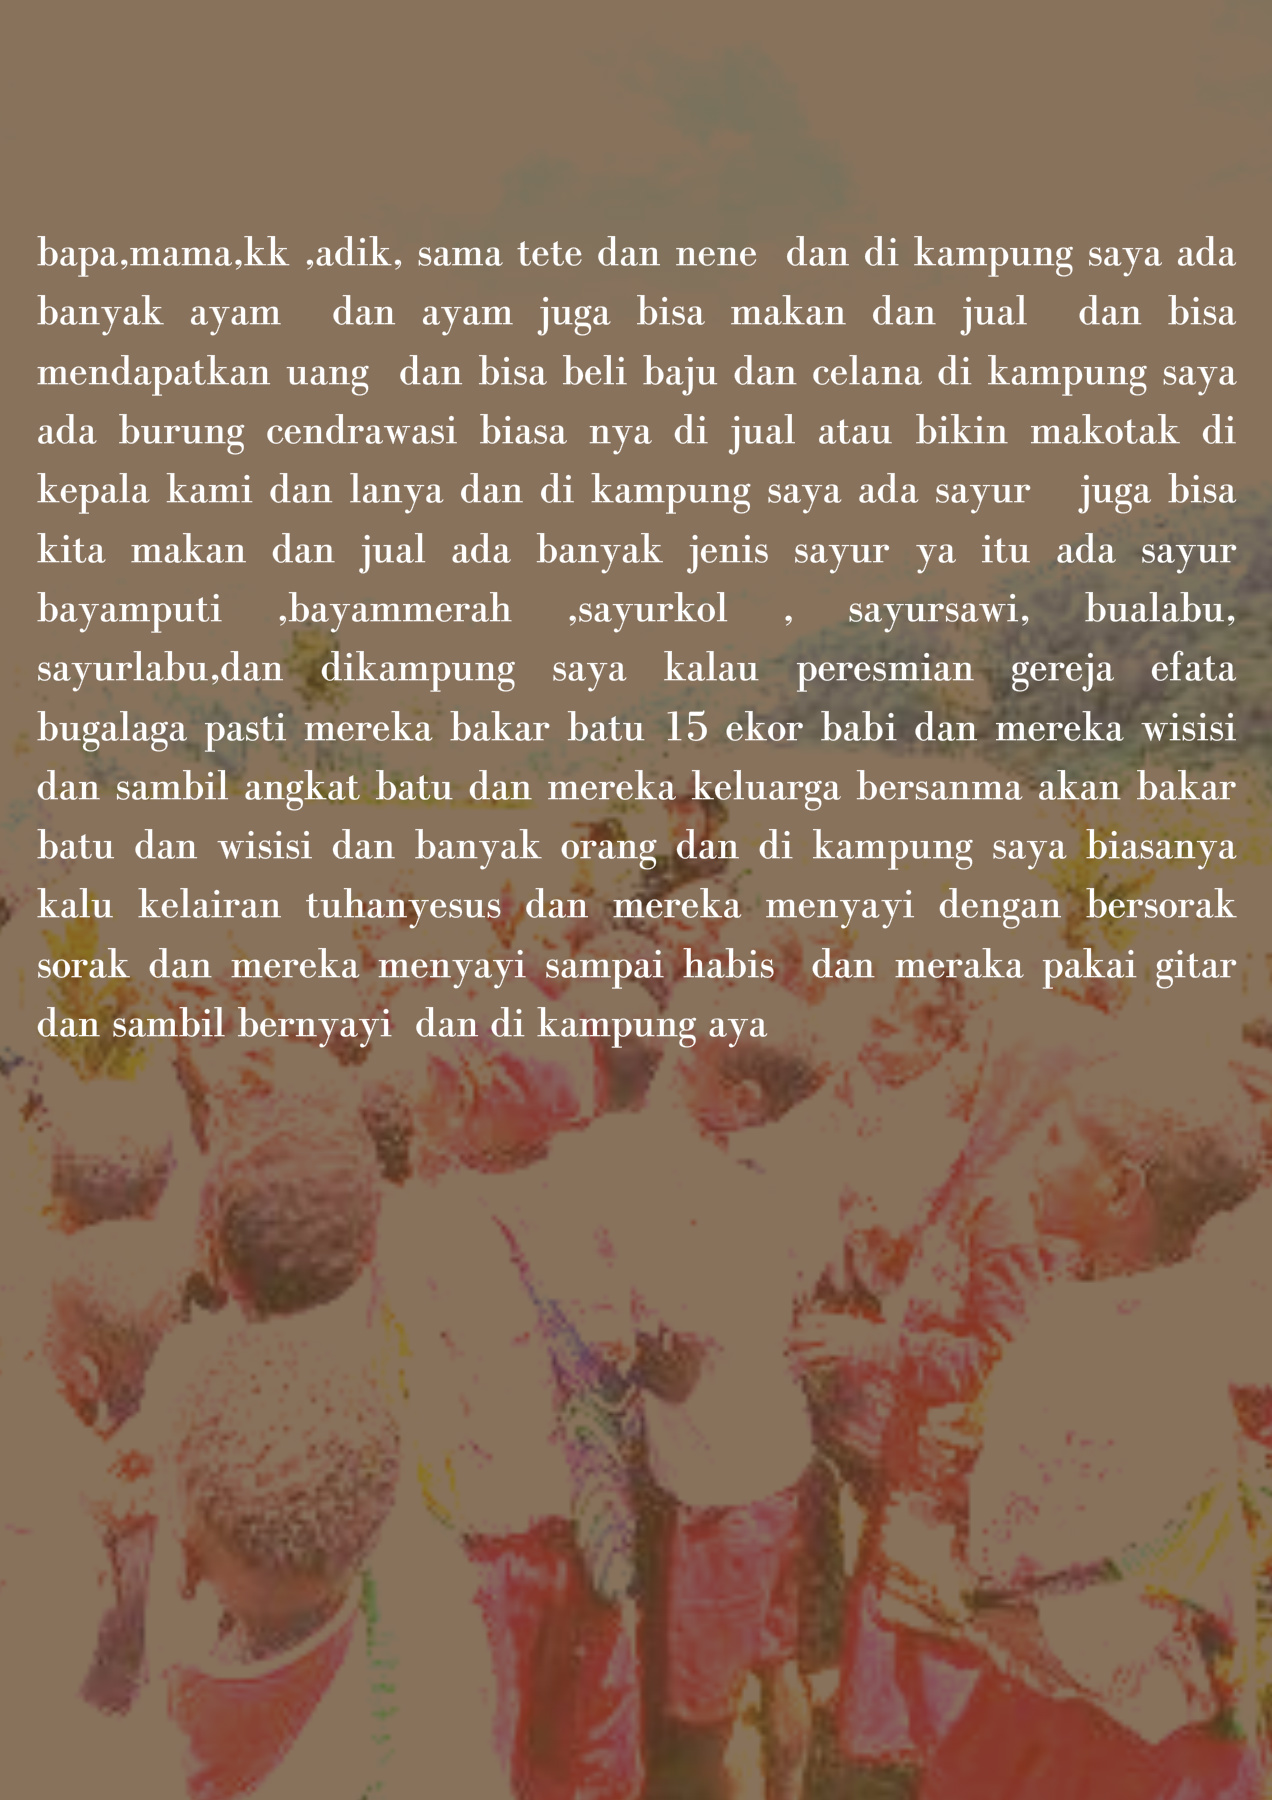 bapa,mama,kk ,adik, sama tete dan nene dan di kampung saya ada
banyak ayam dan ayam juga bisa makan dan jual dan bisa
mendapatkan uang dan bisa beli baju dan celana di kampung saya
ada burung cendrawasi biasa nya di jual atau bikin makotak di
kepala kami dan lanya dan di kampung saya ada sayur juga bisa
kita makan dan jual ada banyak jenis sayur ya itu ada sayur
bayamputi ,bayammerah ,sayurkol , sayursawi, bualabu,
sayurlabu,dan dikampung saya kalau peresmian gereja efata
bugalaga pasti mereka bakar batu 15 ekor babi dan mereka wisisi
dan sambil angkat batu dan mereka keluarga bersanma akan bakar
batu dan wisisi dan banyak orang dan di kampung saya biasanya
kalu kelairan tuhanyesus dan mereka menyayi dengan bersorak
sorak dan mereka menyayi sampai habis dan meraka pakai gitar
dan sambil bernyayi dan di kampung aya